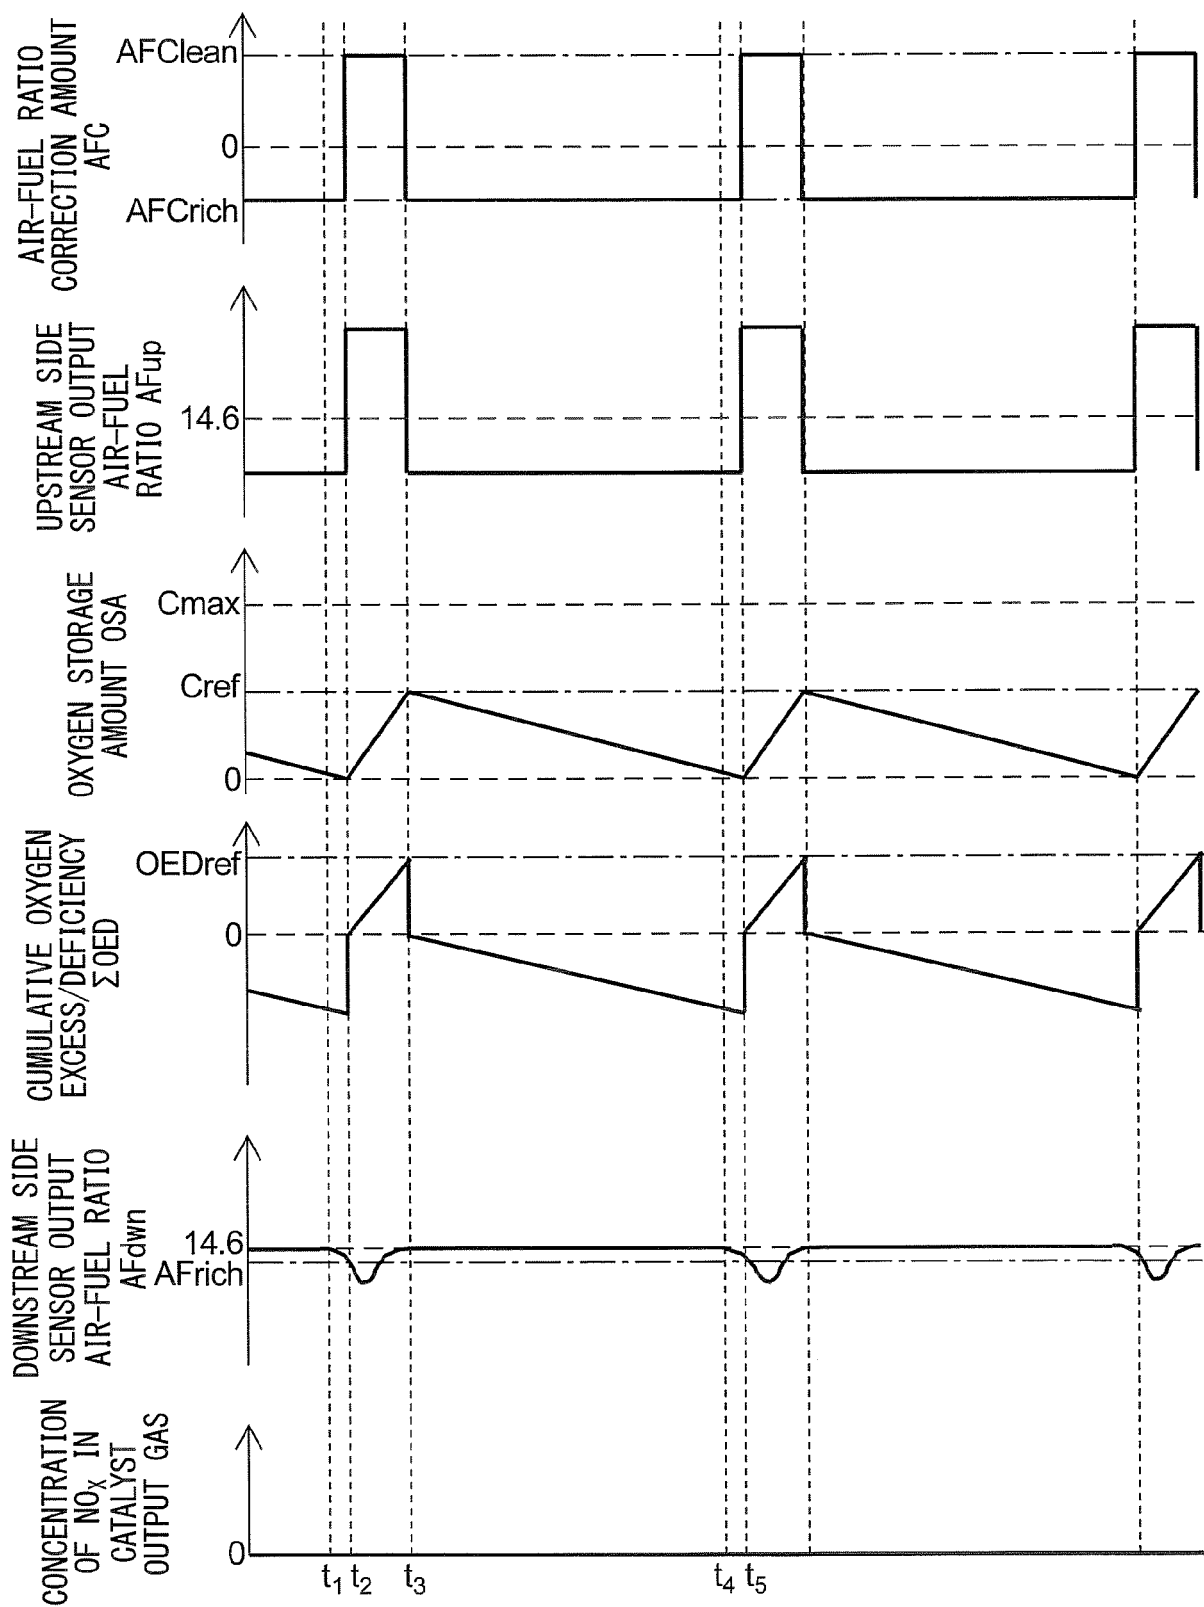 AIR-FUEL RATIO
CORRECTION AMOUNT
AFC
AFClean
0
AFCrich
UPSTREAM SIDE
SENSOR OUTPUT
AIR-FUEL
RATIO AFup
14.6
OXYGEN STORAGE
AMOUNT OSA
Cmax
Cref
0
CUMULATIVE OXYGEN
EXCESS/DEFICIENCY
ΣOED
OEDref
0
DOWNSTREAM SIDE
SENSOR OUTPUT
AIR-FUEL RATIO
AFdwn
14.6
AFrich
CONCENTRATION
OF NOX IN
CATALYST
OUTPUT GAS
0
t1 t2 t3 t4 t5